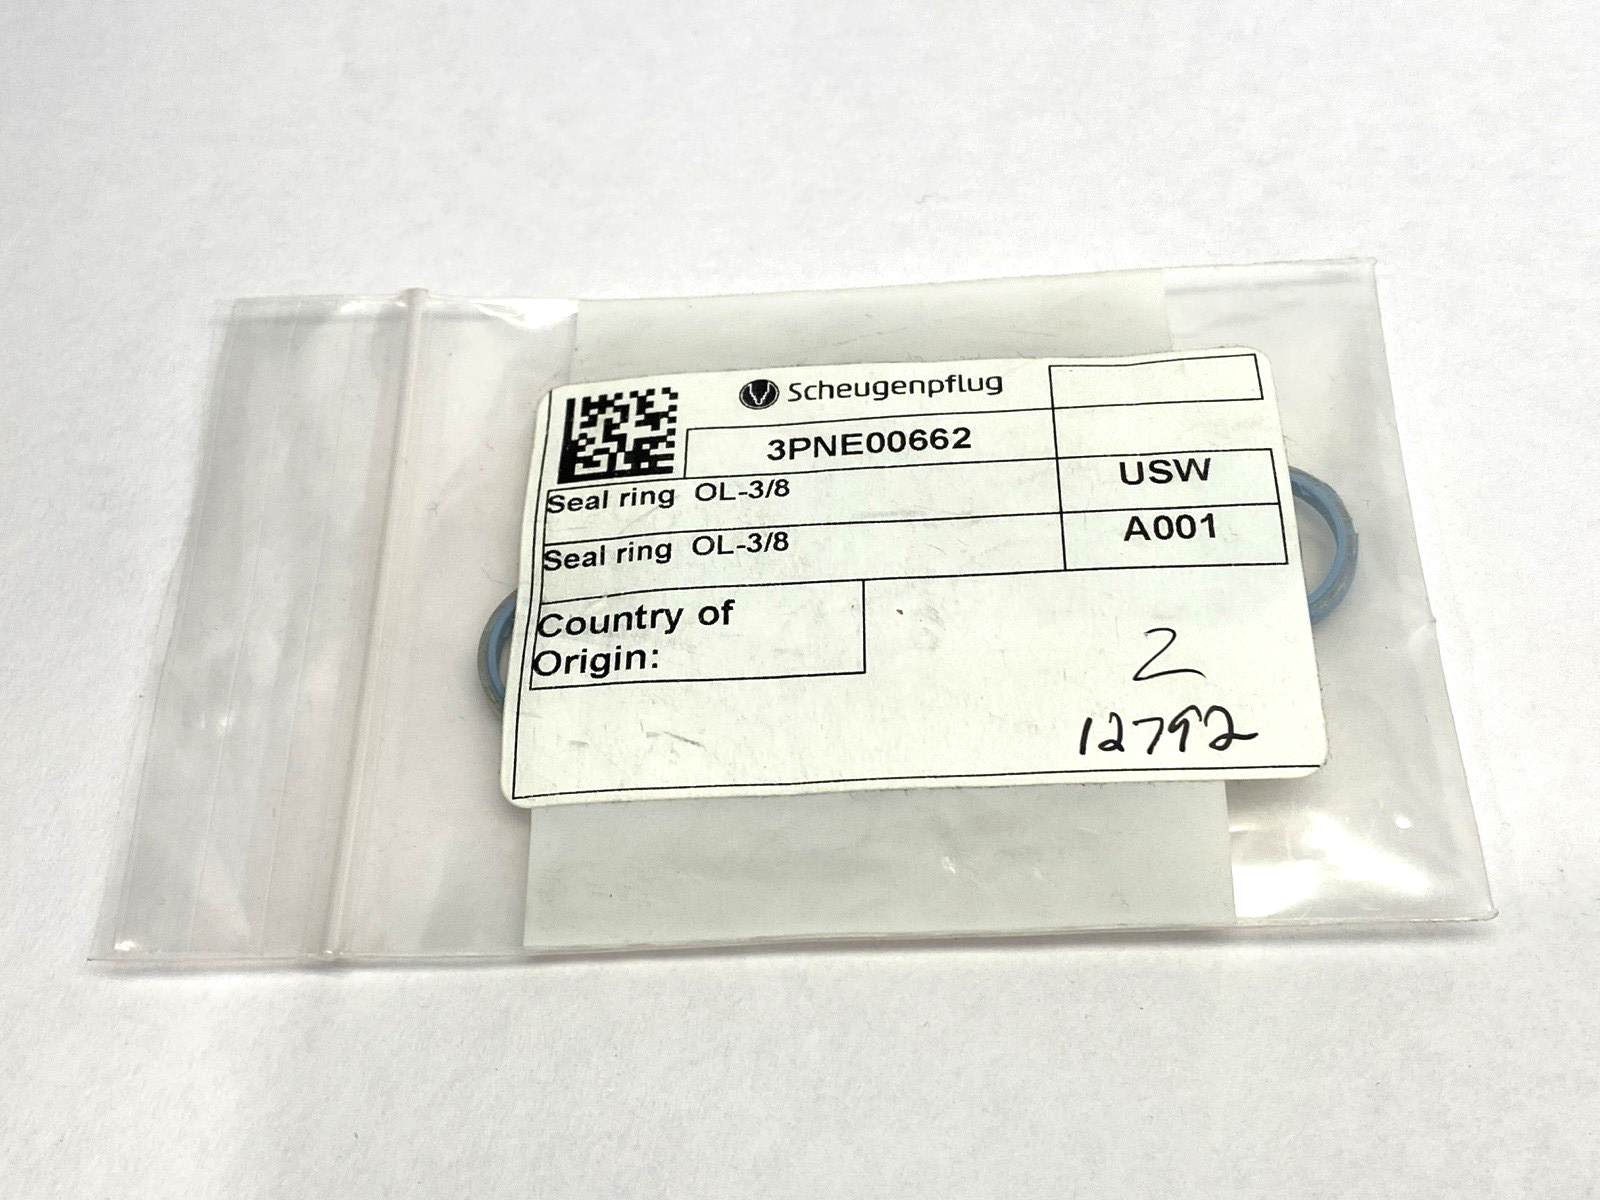 Scheugenpflug
3PNE00662
Seal ring OL-3/8
USW
Seal ring OL-3/8
A001
Country of
Origin:
2
12792